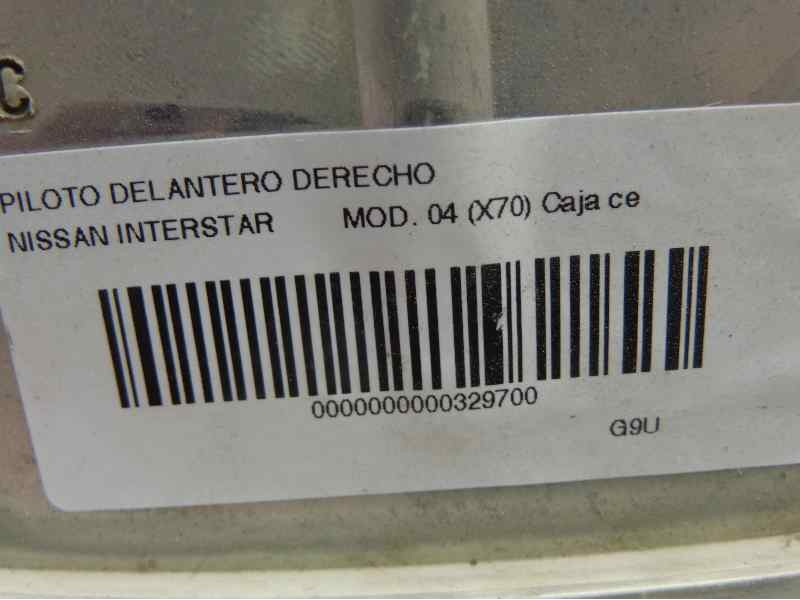 C
PILOTO DELANTERO DERECHO
NISSAN INTERSTAR MOD. 04 (X70) Caja ce
0000000000329700
G9U